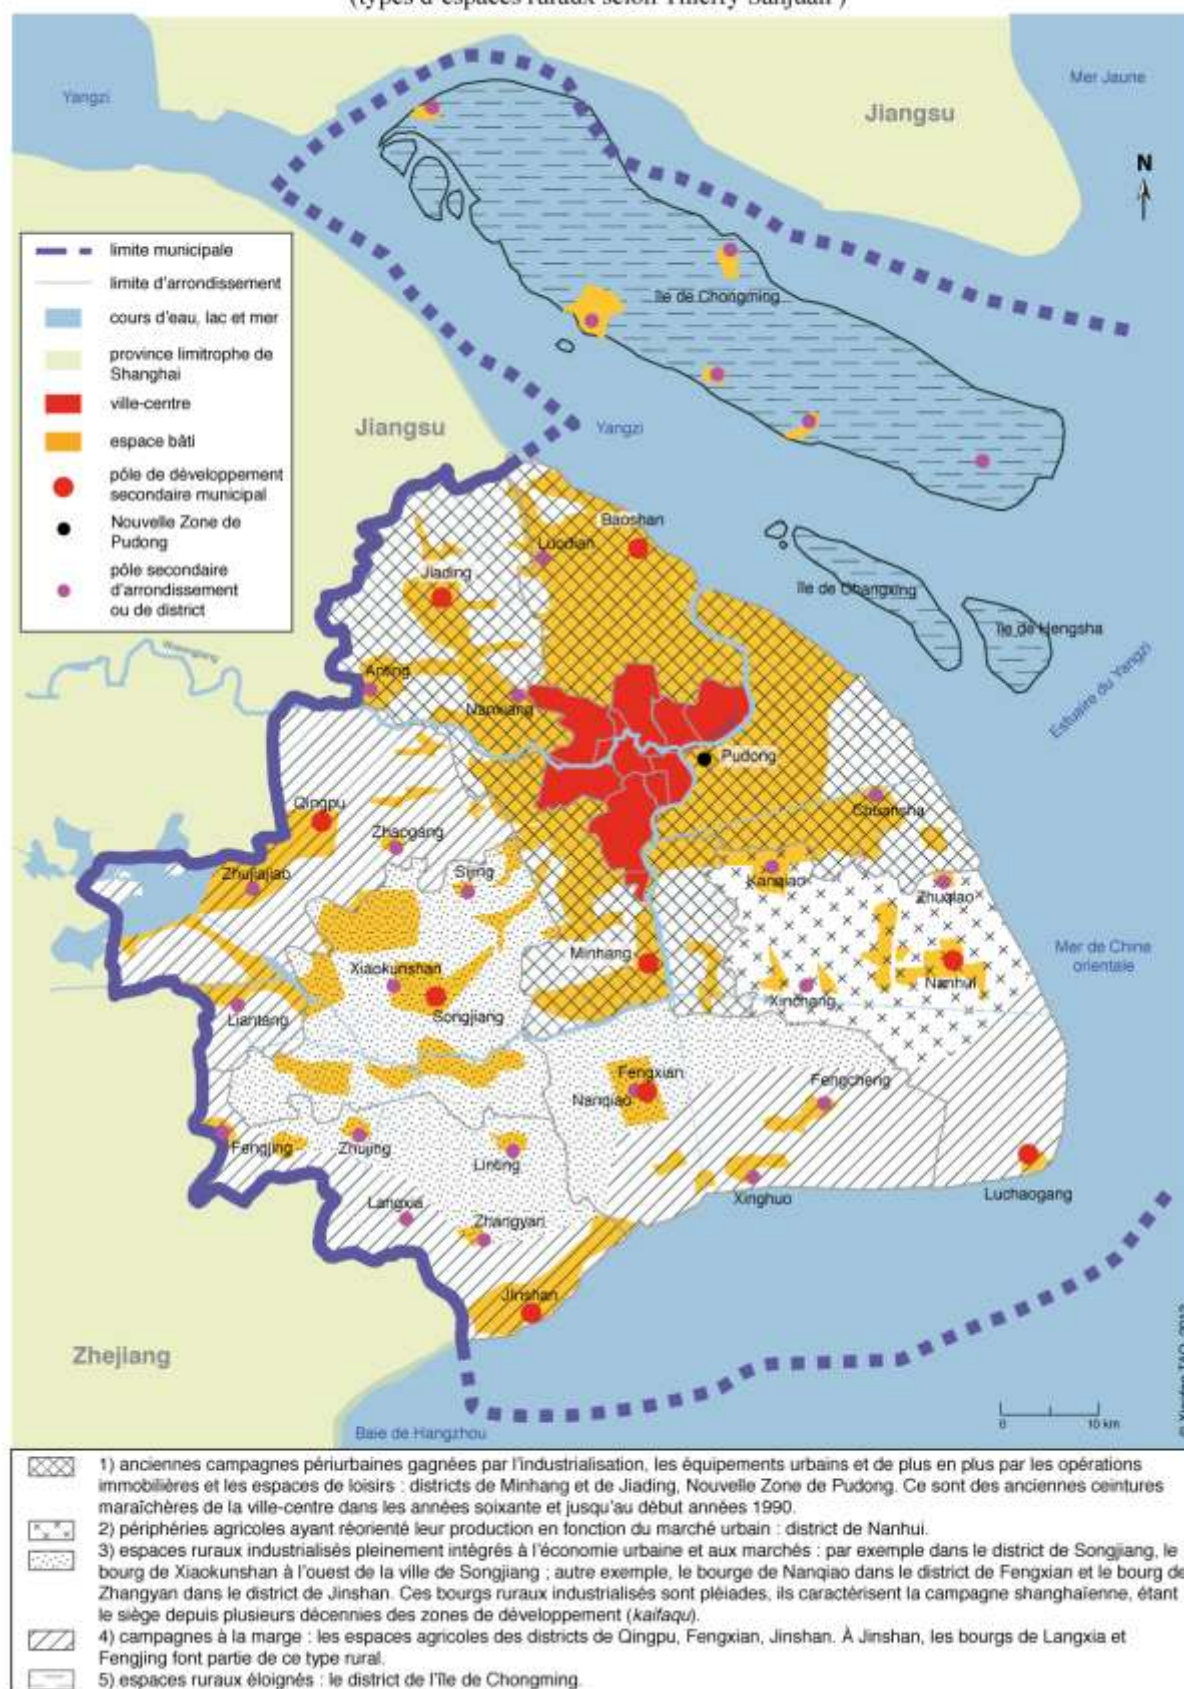 (types d'espaces ruraux selon Thierry Sanjuan )
Yangzi
Mer Jaune
Jiangsu
N
limite municipale
limite d'arrondissement
cours d'eau, lac et mer
province limitrophe de
Shanghai
ville-centre
espace bâti
pôle de développement
secondaire municipal
Nouvelle Zone de
Pudong
pôle secondaire
d'arrondissement
ou de district
île de Chongming
Jiangsu
Yangzi
Baoshan
Luodian
Jiading
île de Changxing
île de Hengsha
Estuaire du Yangzi
Anting
Nanxiang
Pudong
Qingpu
Chuansha
Zhaogang
Zhujiajiao
Sijing
Kanqiao
Zhuqiao
Minhang
Mer de Chine
orientale
Xiaokunshan
Nanhui
Xinchang
Songjiang
Liantang
Fengxian
Fengcheng
Nanqiao
Fengjing
Zhujing
Linting
Xinghuo
Luchaogang
Langxia
Zhangyan
Jinshan
Zhejiang
0 10 km
Baie de Hangzhou
1) anciennes campagnes périurbaines gagnées par l'industrialisation, les équipements urbains et de plus en plus par les opérations
immobilières et les espaces de loisirs : districts de Minhang et de Jiading, Nouvelle Zone de Pudong. Ce sont des anciennes ceintures
maraîchères de la ville-centre dans les années soixante et jusqu'au début années 1990.
2) périphéries agricoles ayant réorienté leur production en fonction du marché urbain : district de Nanhui.
3) espaces ruraux industrialisés pleinement intégrés à l'économie urbaine et aux marchés : par exemple dans le district de Songjiang, le
bourg de Xiaokunshan à l'ouest de la ville de Songjiang ; autre exemple, le bourge de Nanqiao dans le district de Fengxian et le bourg de
Zhangyan dans le district de Jinshan. Ces bourgs ruraux industrialisés sont pléiades, ils caractérisent la campagne shanghaïenne, étant
le siège depuis plusieurs décennies des zones de développement (kaifaqu).
4) campagnes à la marge : les espaces agricoles des districts de Qingpu, Fengxian, Jinshan. À Jinshan, les bourgs de Langxia et
Fengjing font partie de ce type rural.
5) espaces ruraux éloignés : le district de l'île de Chongming.